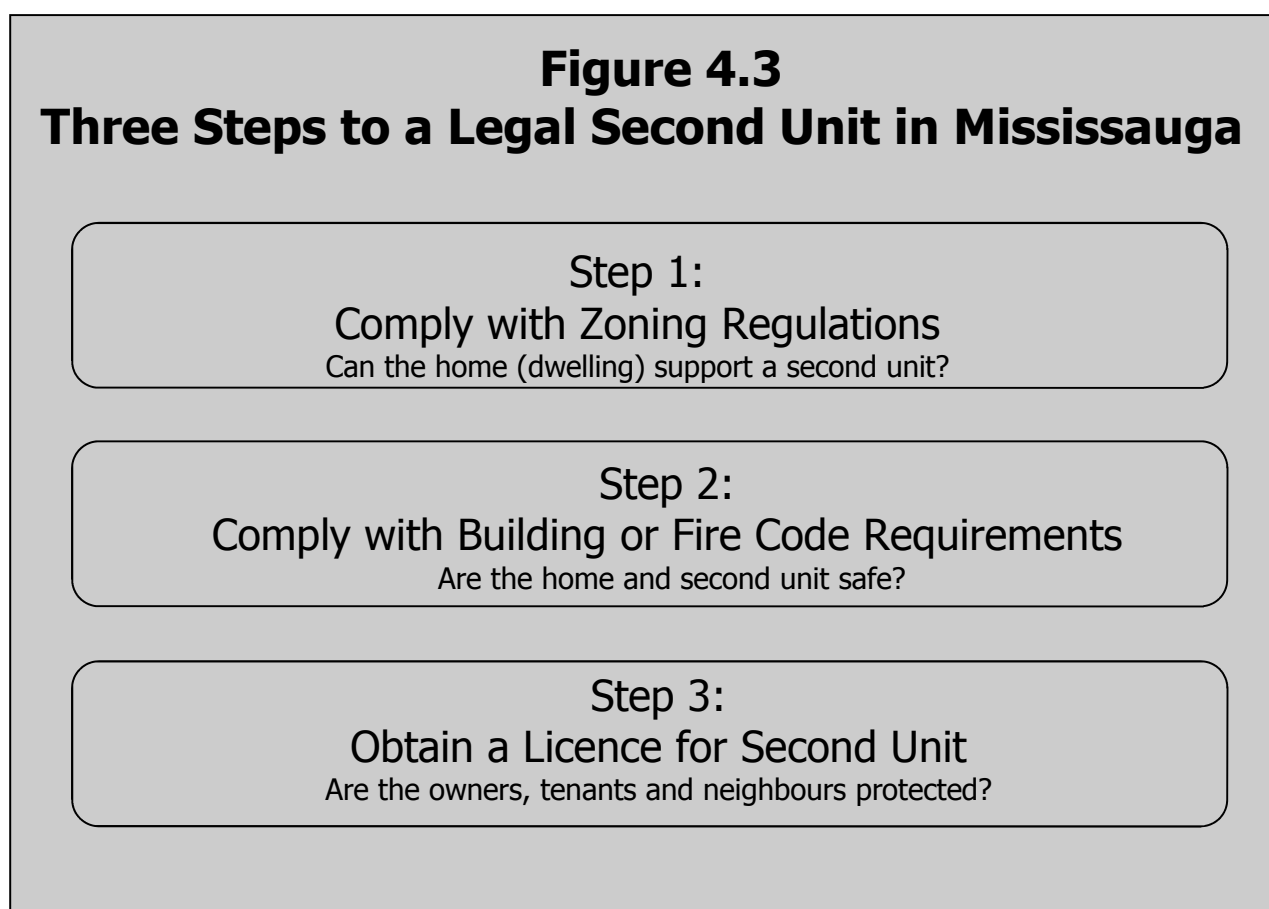 Figure 4.3
Three Steps to a Legal Second Unit in Mississauga
Step 1:
Comply with Zoning Regulations
Can the home (dwelling) support a second unit?
Step 2:
Comply with Building or Fire Code Requirements
Are the home and second unit safe?
Step 3:
Obtain a Licence for Second Unit
Are the owners, tenants and neighbours protected?